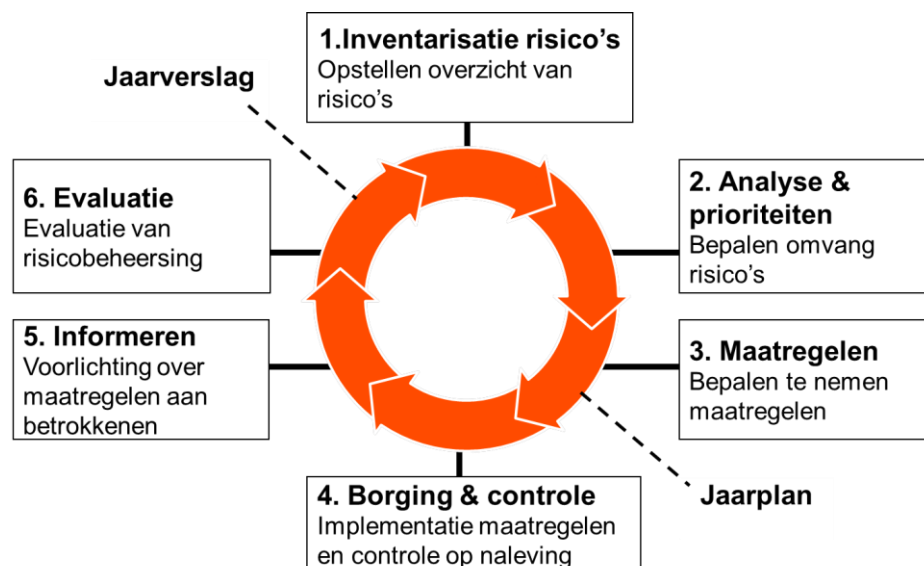 1.Inventarisatie risico's
Opstellen overzicht van
risico's
Jaarverslag
2. Analyse &
prioriteiten
Bepalen omvang
risico's
3. Maatregelen
Bepalen te nemen
maatregelen
Jaarplan
4. Borging & controle
Implementatie maatregelen
en controle op naleving
5. Informeren
Voorlichting over
maatregelen aan
betrokkenen
6. Evaluatie
Evaluatie van
risicobeheersing